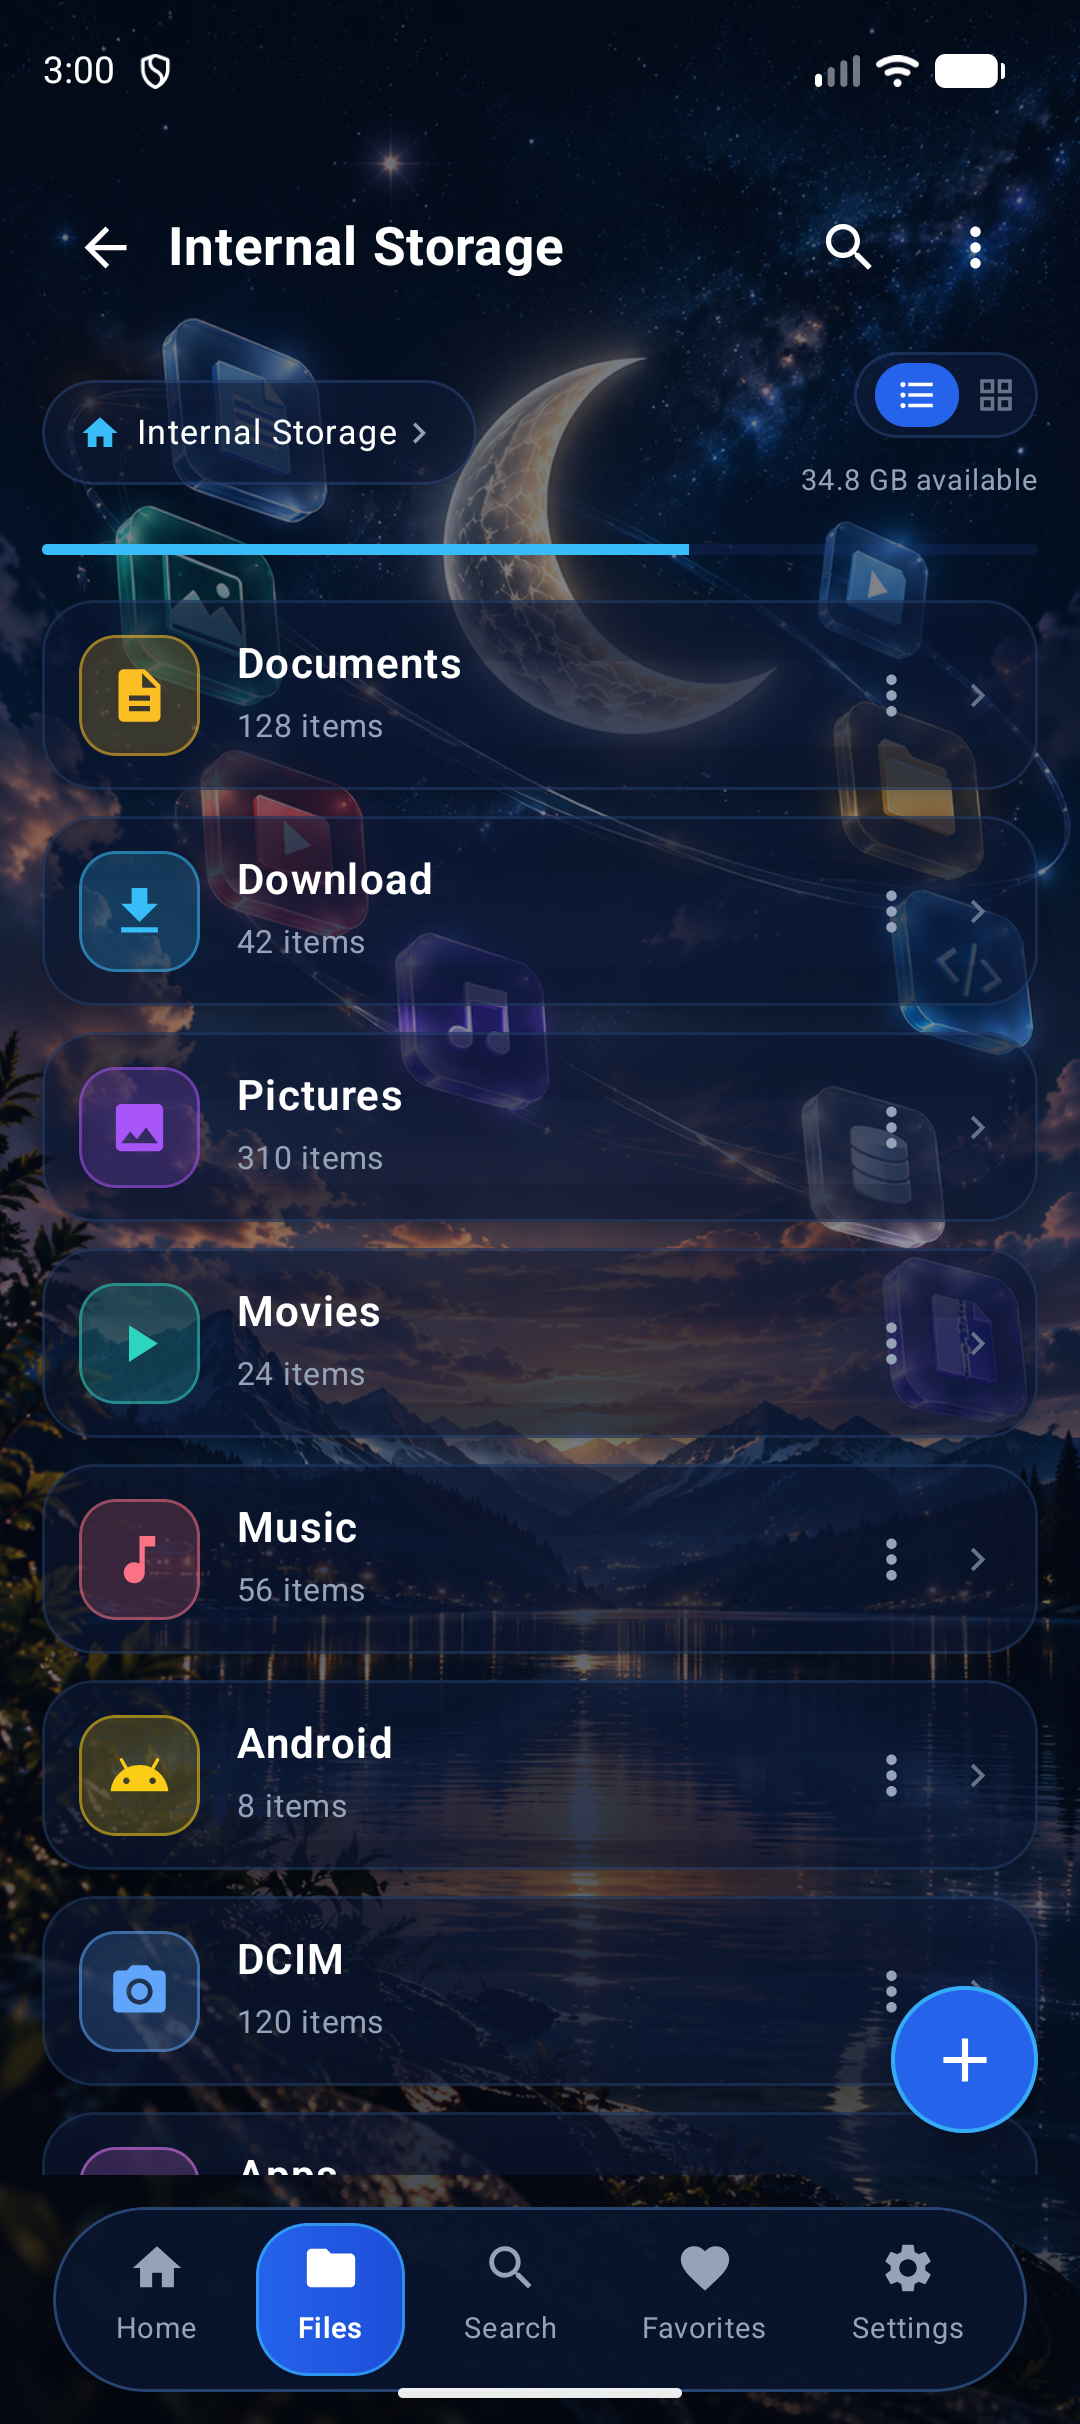 3:00
Internal Storage
Internal Storage
34.8 GB available
Documents
128 items
Download
42 items
Pictures
310 items
Movies
24 items
Music
56 items
Android
8 items
DCIM
120 items
Apps
Home
Files
Search
Favorites
Settings